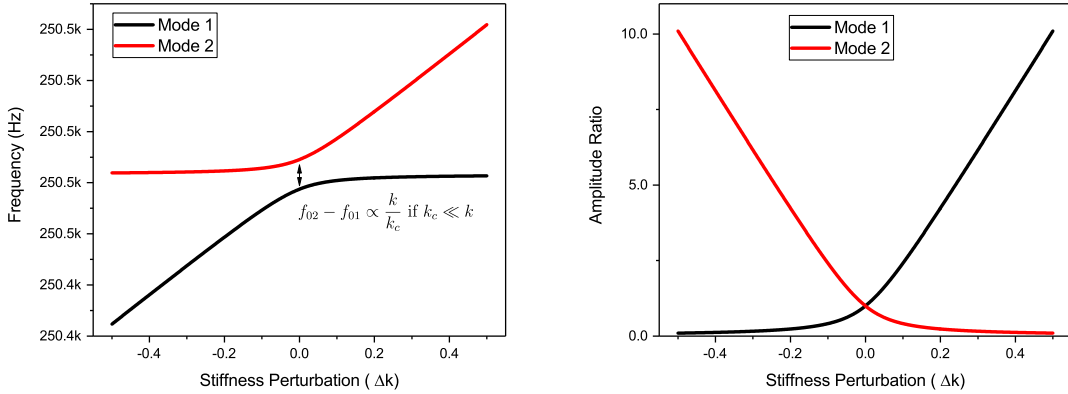 Mode 1
Mode 2
250.5k
250.5k
250.5k
250.5k
250.5k
250.4k
250.4k
Frequency (Hz)
f₀₂ − f₀₁ ∝ k/k_c if k_c ≪ k
-0.4 -0.2 0.0 0.2 0.4
Stiffness Perturbation ( Δk)
Mode 1
Mode 2
10.0
5.0
0.0
Amplitude Ratio
-0.4 -0.2 0.0 0.2 0.4
Stiffness Perturbation ( Δk)